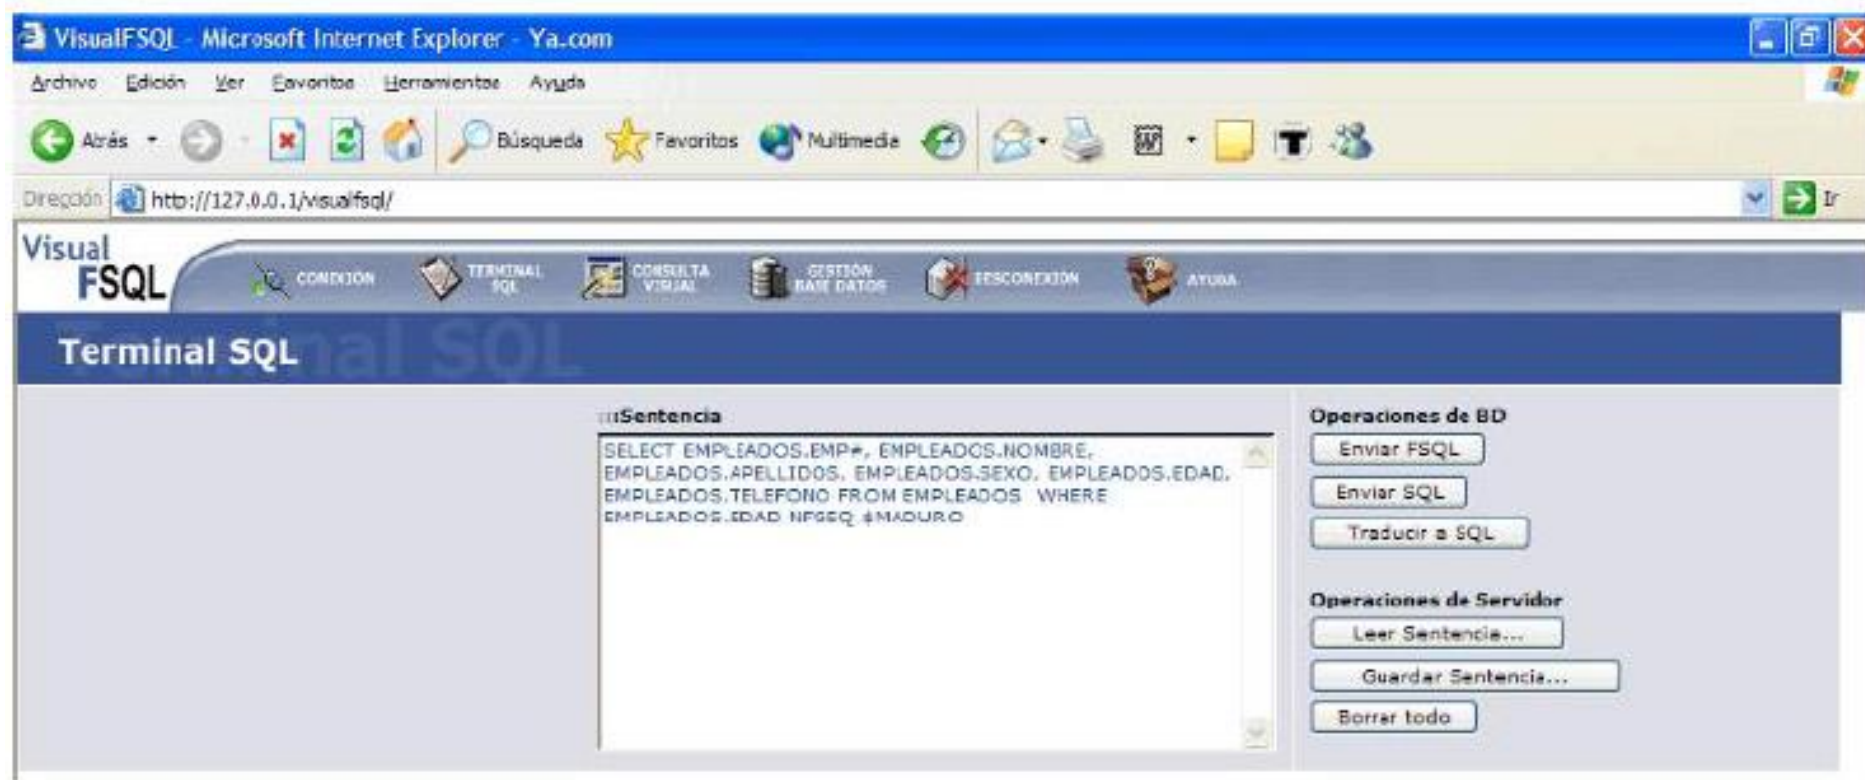 VisualFSQL - Microsoft Internet Explorer - Ya.com
Archivo Edición Ver Favoritos Herramientas Ayuda
Atrás Búsqueda Favoritos Multimedia
Dirección http://127.0.0.1/visualfsql/ Ir
Visual
FSQL
CONEXIÓN TERMINAL SQL CONSULTA VISUAL GESTIÓN BASE DATOS DESCONEXIÓN AYUDA
Terminal SQL
:::Sentencia
SELECT EMPLEADOS.EMP#, EMPLEADOS.NOMBRE,
EMPLEADOS.APELLIDOS, EMPLEADOS.SEXO, EMPLEADOS.EDAD,
EMPLEADOS.TELEFONO FROM EMPLEADOS WHERE
EMPLEADOS.EDAD NFGEQ $MADURO
Operaciones de BD
Enviar FSQL
Enviar SQL
Traducir a SQL
Operaciones de Servidor
Leer Sentencia...
Guardar Sentencia...
Borrar todo